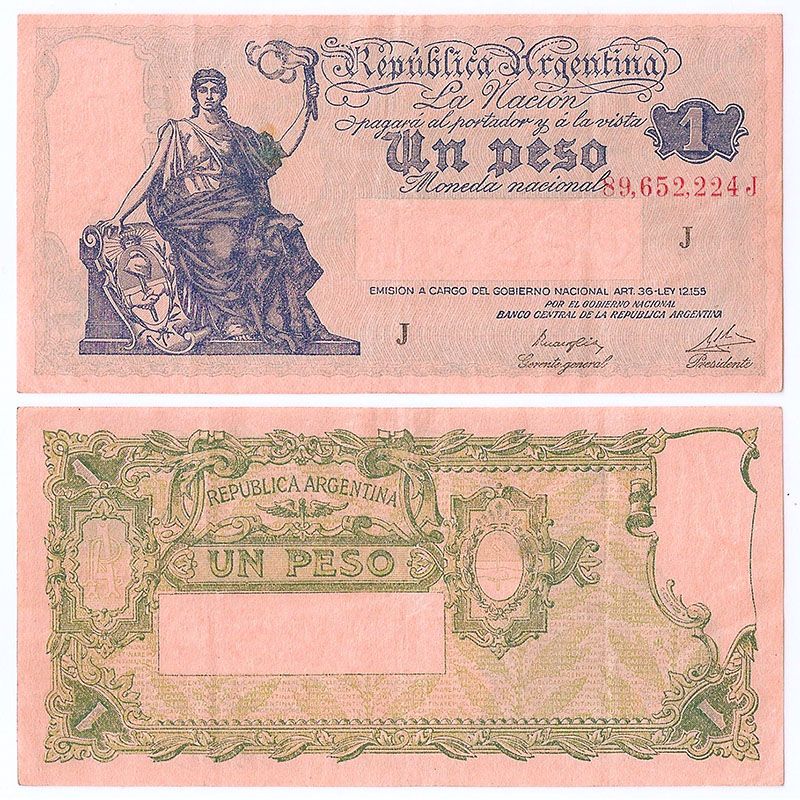 República Argentina
La Nación
pagará al portador y á la vista
1
Un peso
Moneda nacional
89,652,224 J
J
EMISION A CARGO DEL GOBIERNO NACIONAL ART. 36-LEY 12.155
POR EL GOBIERNO NACIONAL
BANCO CENTRAL DE LA REPUBLICA ARGENTINA
J
Gerente general
Presidente
1
REPUBLICA ARGENTINA
UN PESO
1
1